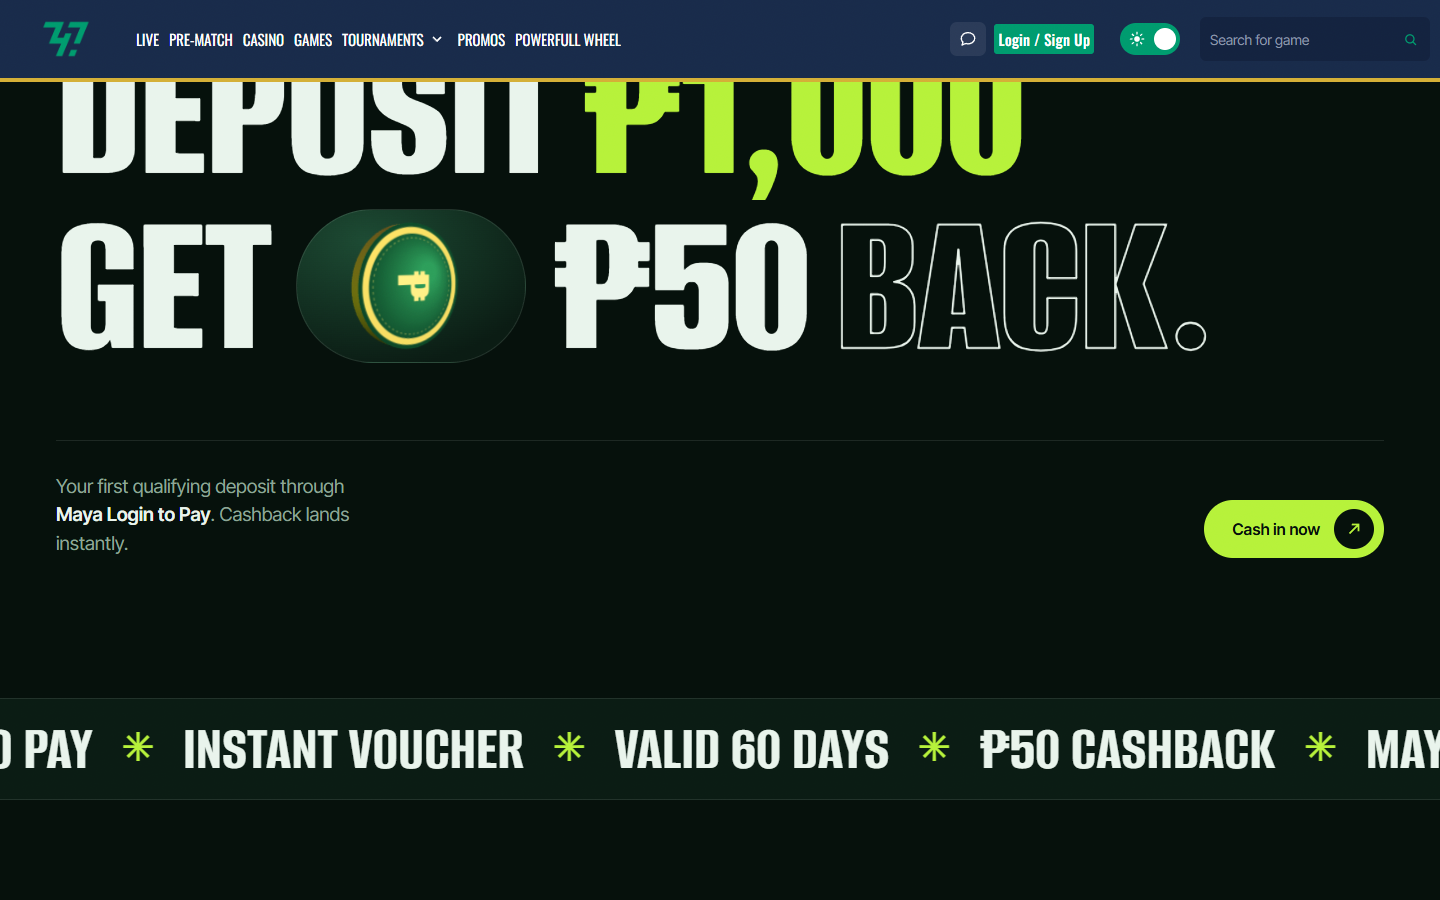 LIVE PRE-MATCH CASINO GAMES TOURNAMENTS PROMOS POWERFULL WHEEL Login / Sign Up Search for game
DEPOSIT ₱1,000
GET ₱50 BACK.
Your first qualifying deposit through
Maya Login to Pay. Cashback lands
instantly.
Cash in now
O PAY ✳ INSTANT VOUCHER ✳ VALID 60 DAYS ✳ ₱50 CASHBACK ✳ MAY